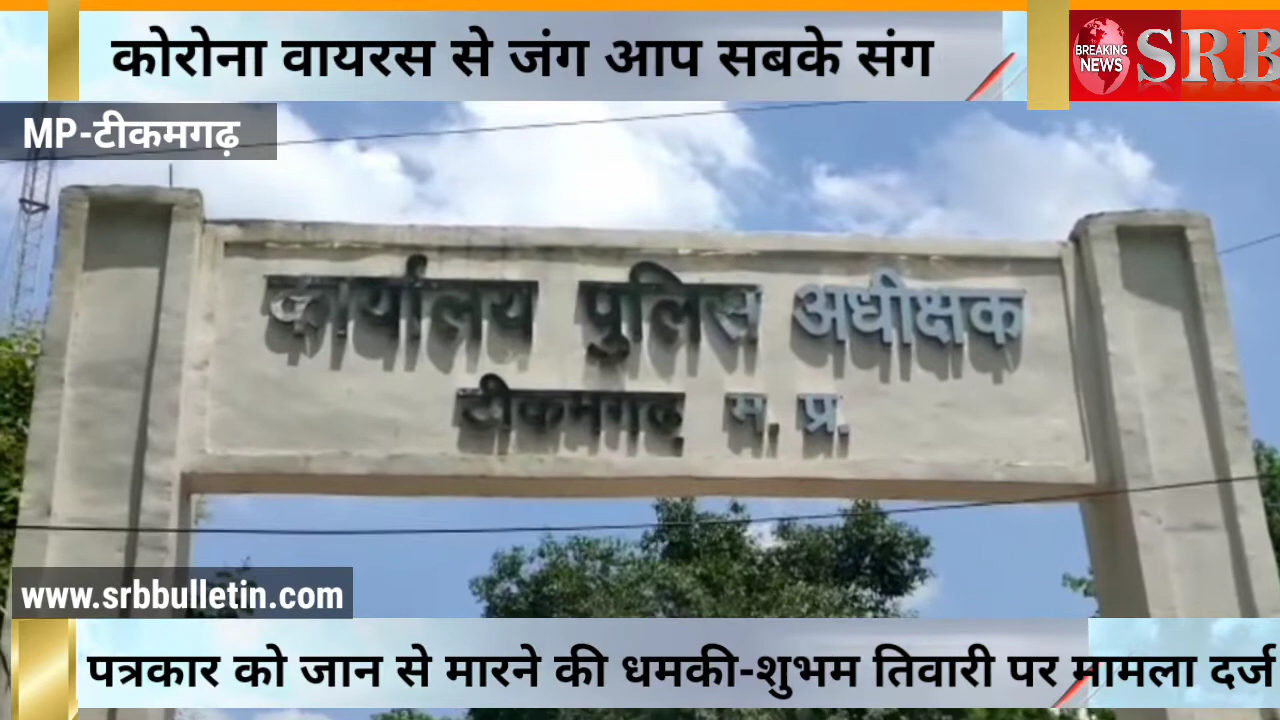 कोरोना वायरस से जंग आप सबके संग
BREAKING
NEWS
SRB
MP-टीकमगढ़
कार्यालय पुलिस अधीक्षक
टीकमगढ़ म. प्र.
www.srbbulletin.com
पत्रकार को जान से मारने की धमकी-शुभम तिवारी पर मामला दर्ज